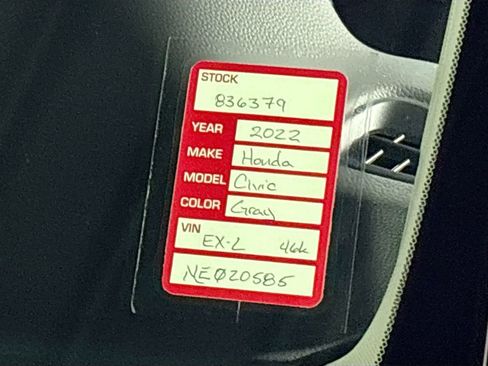 STOCK
836379
YEAR 2022
MAKE Honda
MODEL Civic
COLOR Gray
VIN
EX-L 46k
NEØ20585